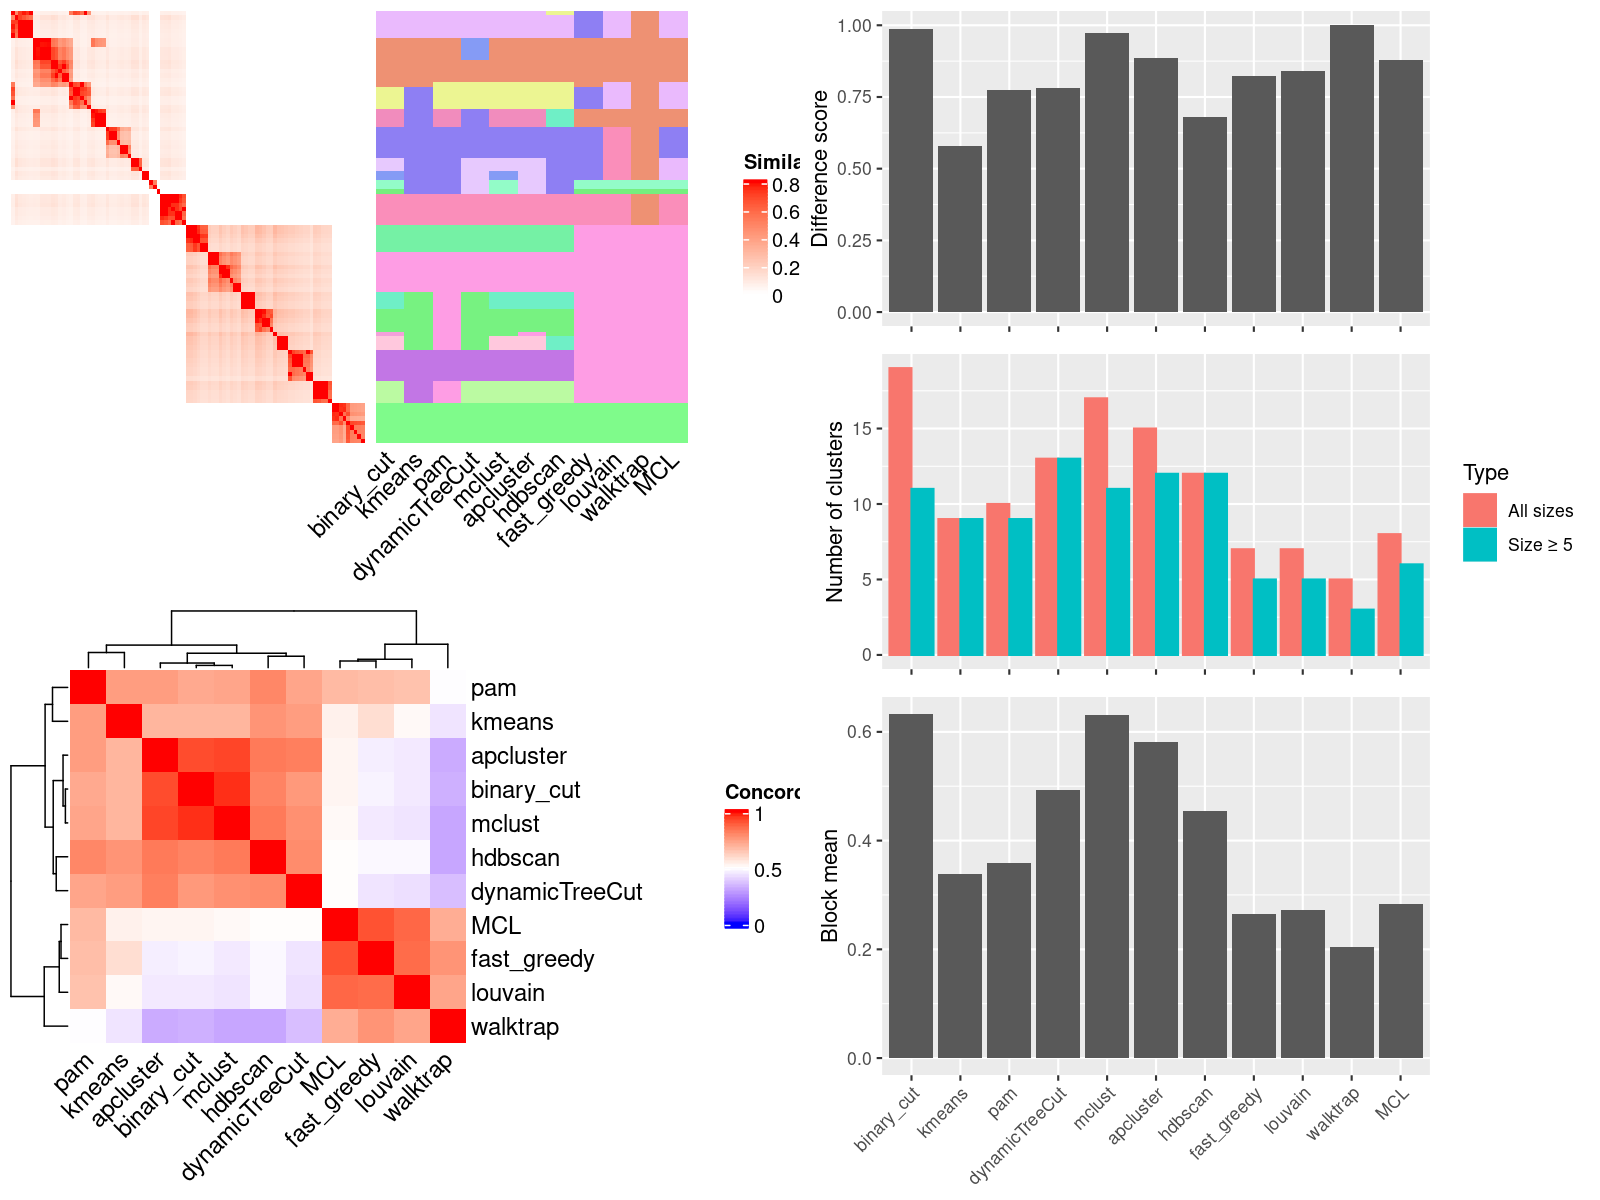 Simila
0.8
0.6
0.4
0.2
0
binary_cut
kmeans
pam
dynamicTreeCut
mclust
apcluster
hdbscan
fast_greedy
louvain
walktrap
MCL
pam
kmeans
apcluster
binary_cut
mclust
hdbscan
dynamicTreeCut
MCL
fast_greedy
louvain
walktrap
pam
kmeans
apcluster
binary_cut
mclust
hdbscan
dynamicTreeCut
MCL
fast_greedy
louvain
walktrap
Concord
1
0.5
0
Difference score
1.00
0.75
0.50
0.25
0.00
Number of clusters
15
10
5
0
Type
All sizes
Size ≥ 5
Block mean
0.6
0.4
0.2
0.0
binary_cut
kmeans
pam
dynamicTreeCut
mclust
apcluster
hdbscan
fast_greedy
louvain
walktrap
MCL